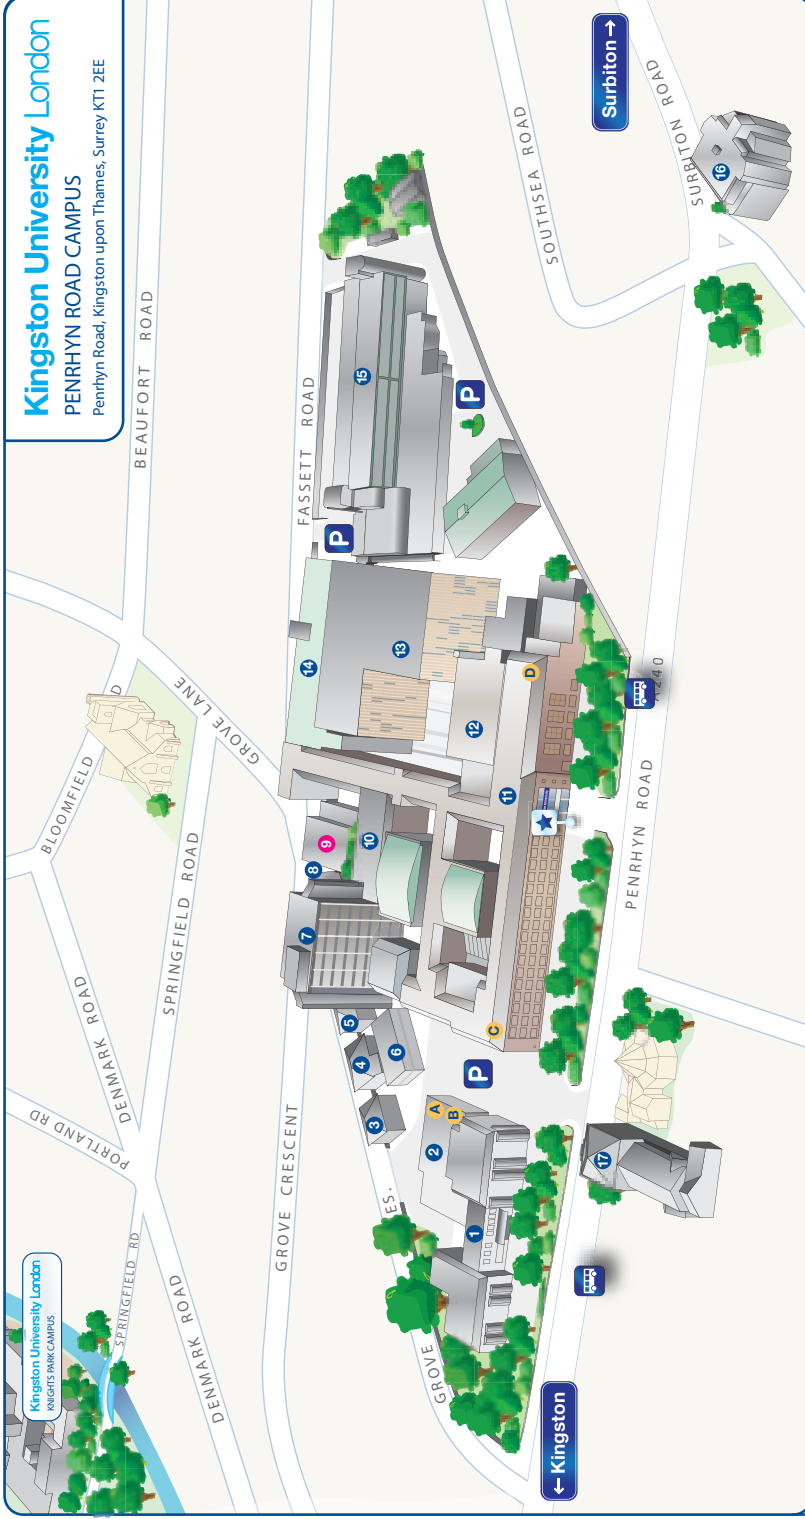 Kingston University London
PENRHYN ROAD CAMPUS
Penrhyn Road, Kingston upon Thames, Surrey KT1 2EE
Kingston University London
KNIGHTS PARK CAMPUS
PORTLAND RD
DENMARK ROAD
BLOOMFIELD
D
BEAUFORT ROAD
SPRINGFIELD RD
SPRINGFIELD ROAD
GROVE LANE
DENMARK ROAD
GROVE CRESCENT
FASSETT ROAD
GROVE
ES.
SOUTHSEA ROAD
SURBITON ROAD
PENRHYN ROAD
A240
← Kingston
Surbiton →
1
2
3
4
5
6
7
8
9
10
11
12
13
14
15
16
17
A
B
C
D
P
P
P